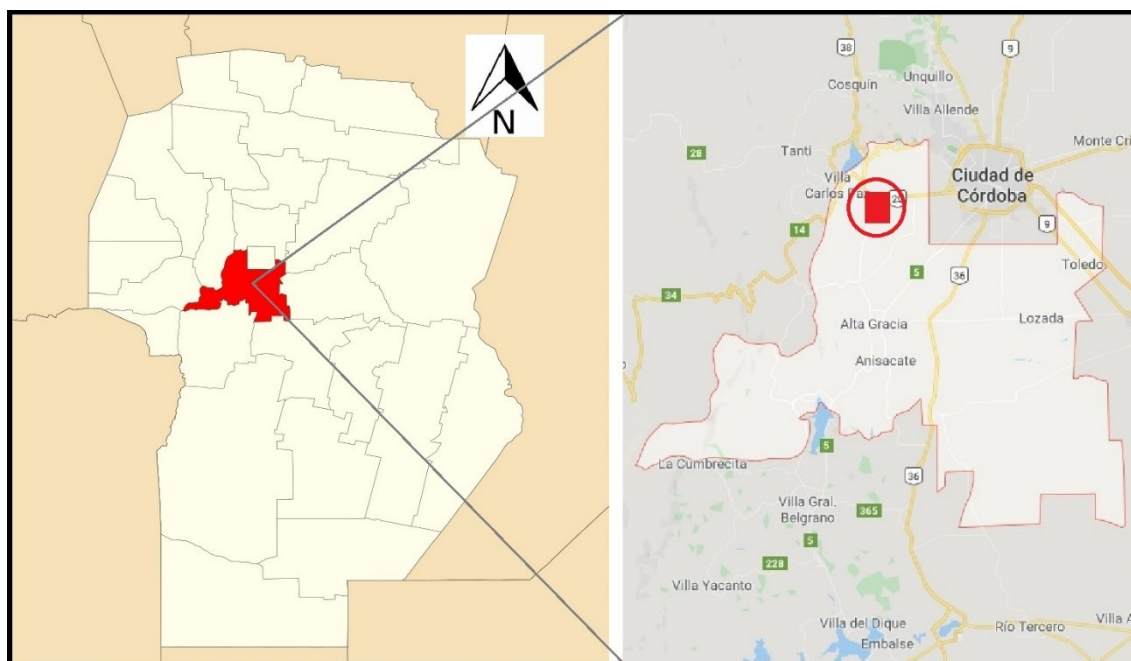 N
38
9
Cosquín
Unquillo
Villa Allende
28
Tanti
Monte Cri
Villa
Carlos Paz
20
Ciudad de
Córdoba
9
14
5
36
Toledo
34
Alta Gracia
Lozada
Anisacate
5
La Cumbrecita
36
Villa Gral.
Belgrano
365
5
228
Villa Yacanto
Villa del Dique
Embalse
Río Tercero
Villa A